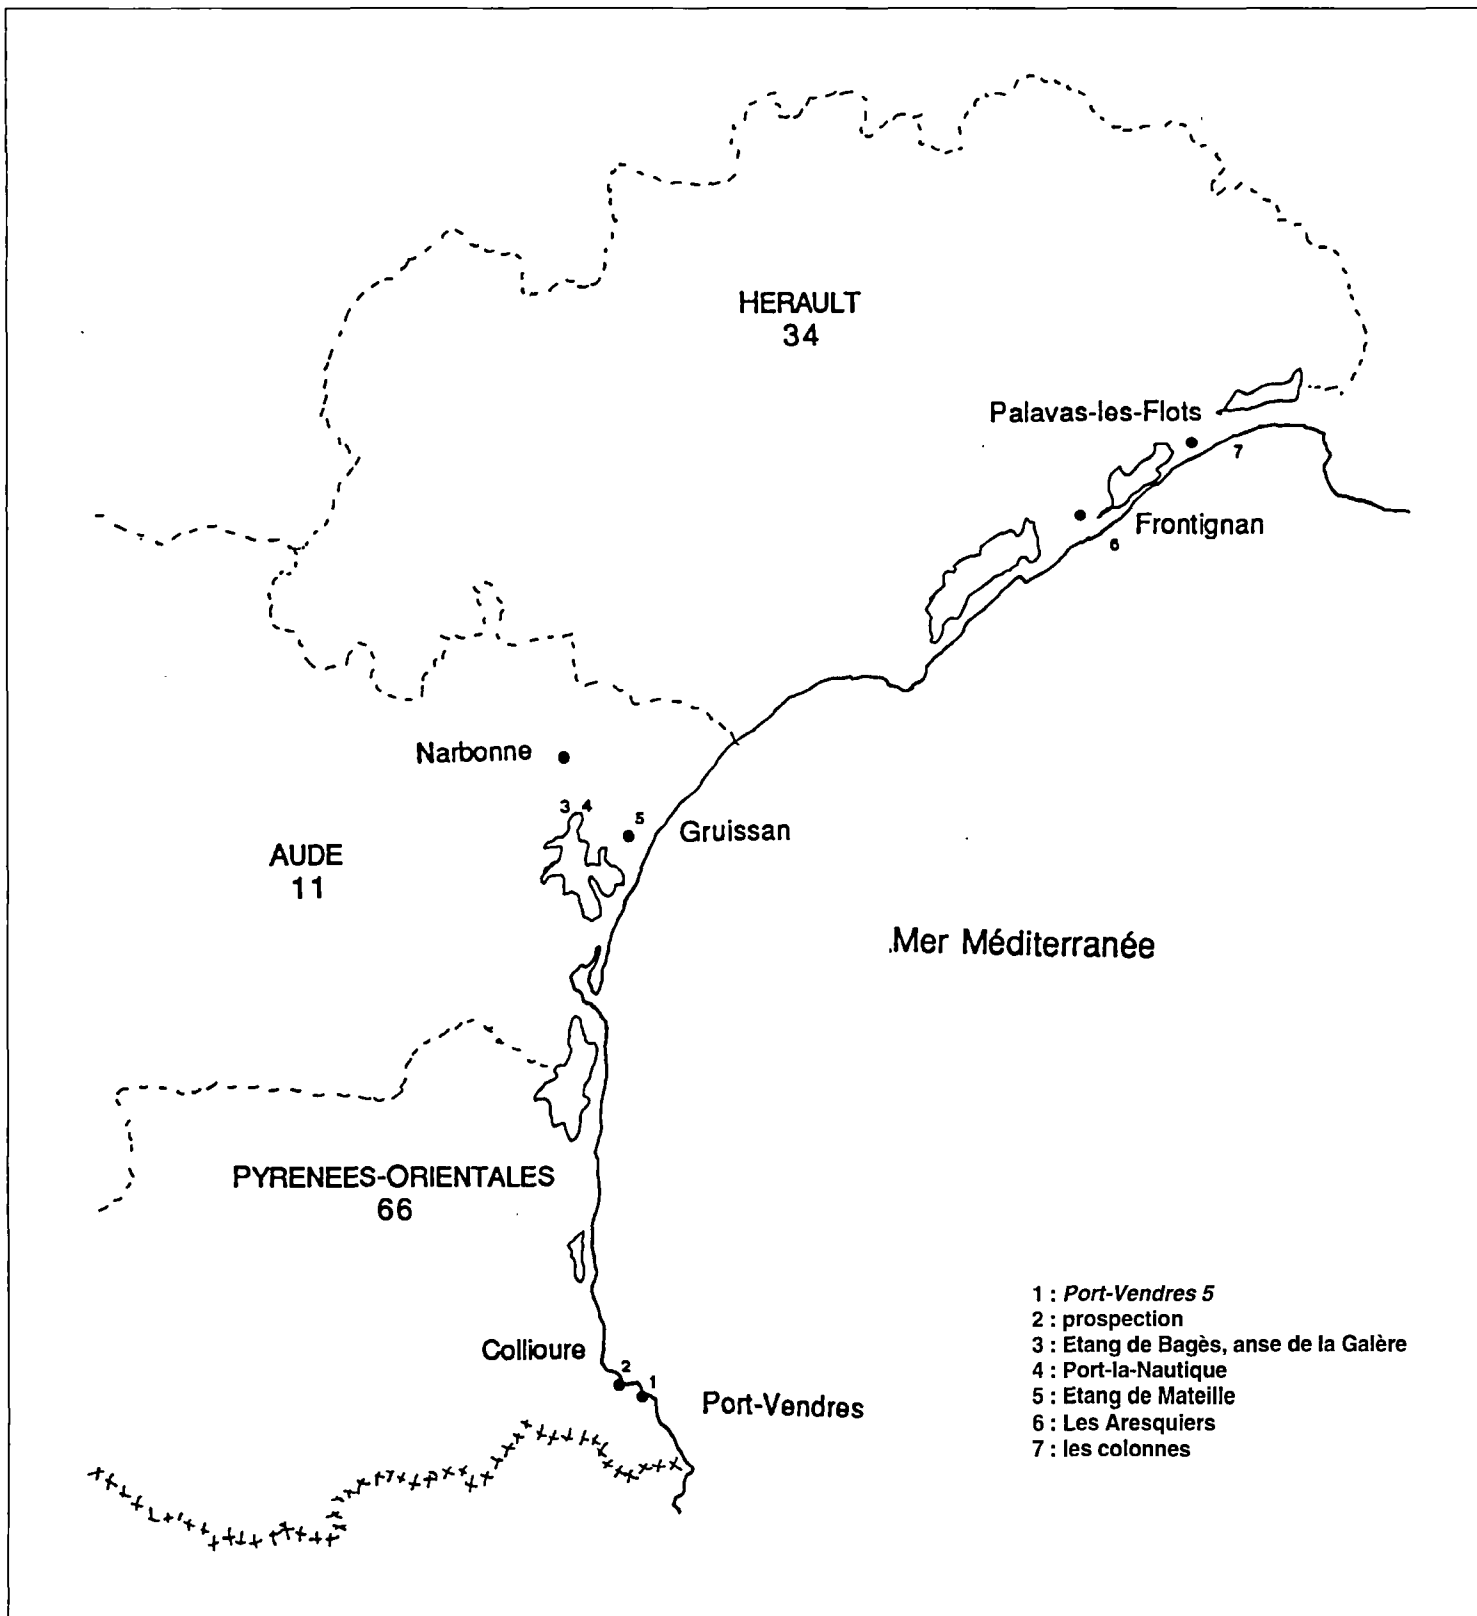 HERAULT
34
Palavas-les-Flots
7
Frontignan
6
Narbonne
3 4
5
Gruissan
AUDE
11
Mer Méditerranée
PYRENEES-ORIENTALES
66
Collioure
2
1
Port-Vendres
1 : Port-Vendres 5
2 : prospection
3 : Etang de Bagès, anse de la Galère
4 : Port-la-Nautique
5 : Etang de Mateille
6 : Les Aresquiers
7 : les colonnes